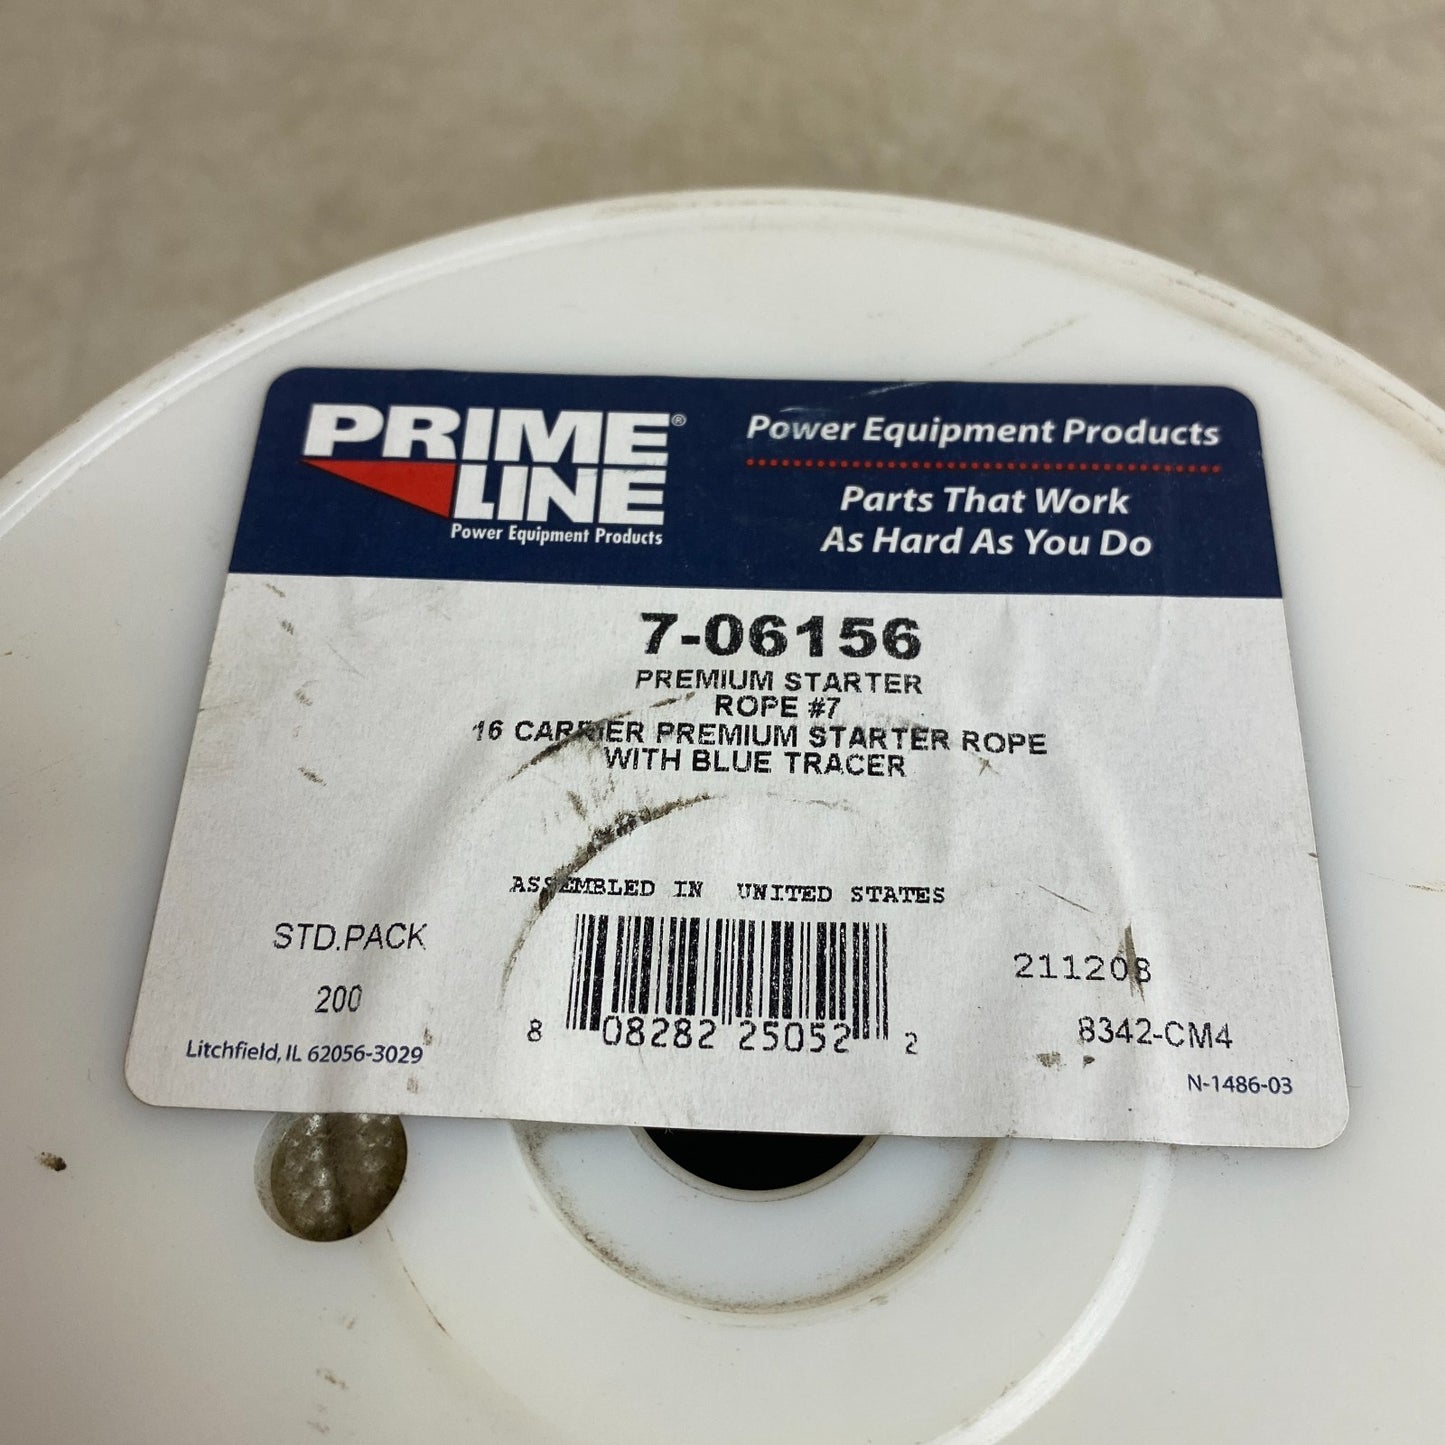 PRIME®
LINE
Power Equipment Products
Power Equipment Products
Parts That Work
As Hard As You Do
7-06156
PREMIUM STARTER
ROPE #7
16 CARRIER PREMIUM STARTER ROPE
WITH BLUE TRACER
ASSEMBLED IN UNITED STATES
STD.PACK
200
Litchfield, IL 62056-3029
8 08282 25052 2
211208
8342-CM4
N-1486-03